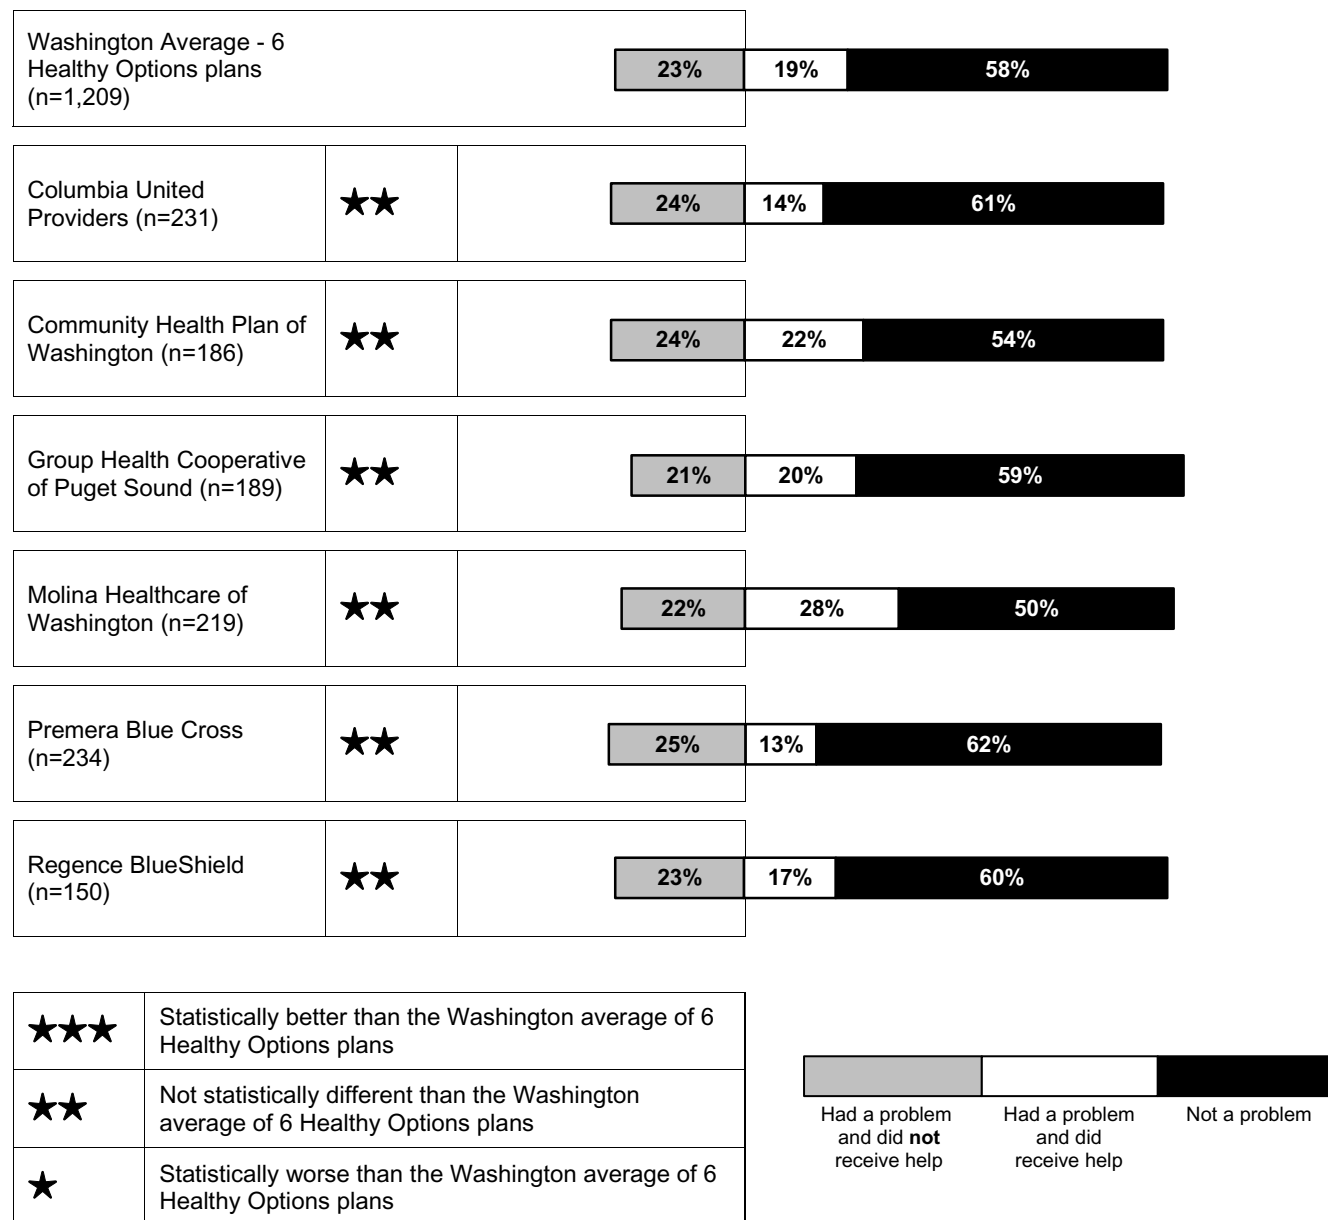 Washington Average - 6
Healthy Options plans
(n=1,209)
23% 19% 58%
Columbia United
Providers (n=231)
★★
24% 14% 61%
Community Health Plan of
Washington (n=186)
★★
24% 22% 54%
Group Health Cooperative
of Puget Sound (n=189)
★★
21% 20% 59%
Molina Healthcare of
Washington (n=219)
★★
22% 28% 50%
Premera Blue Cross
(n=234)
★★
25% 13% 62%
Regence BlueShield
(n=150)
★★
23% 17% 60%
★★★
Statistically better than the Washington average of 6
Healthy Options plans
★★
Not statistically different than the Washington
average of 6 Healthy Options plans
★
Statistically worse than the Washington average of 6
Healthy Options plans
Had a problem
and did not
receive help
Had a problem
and did
receive help
Not a problem